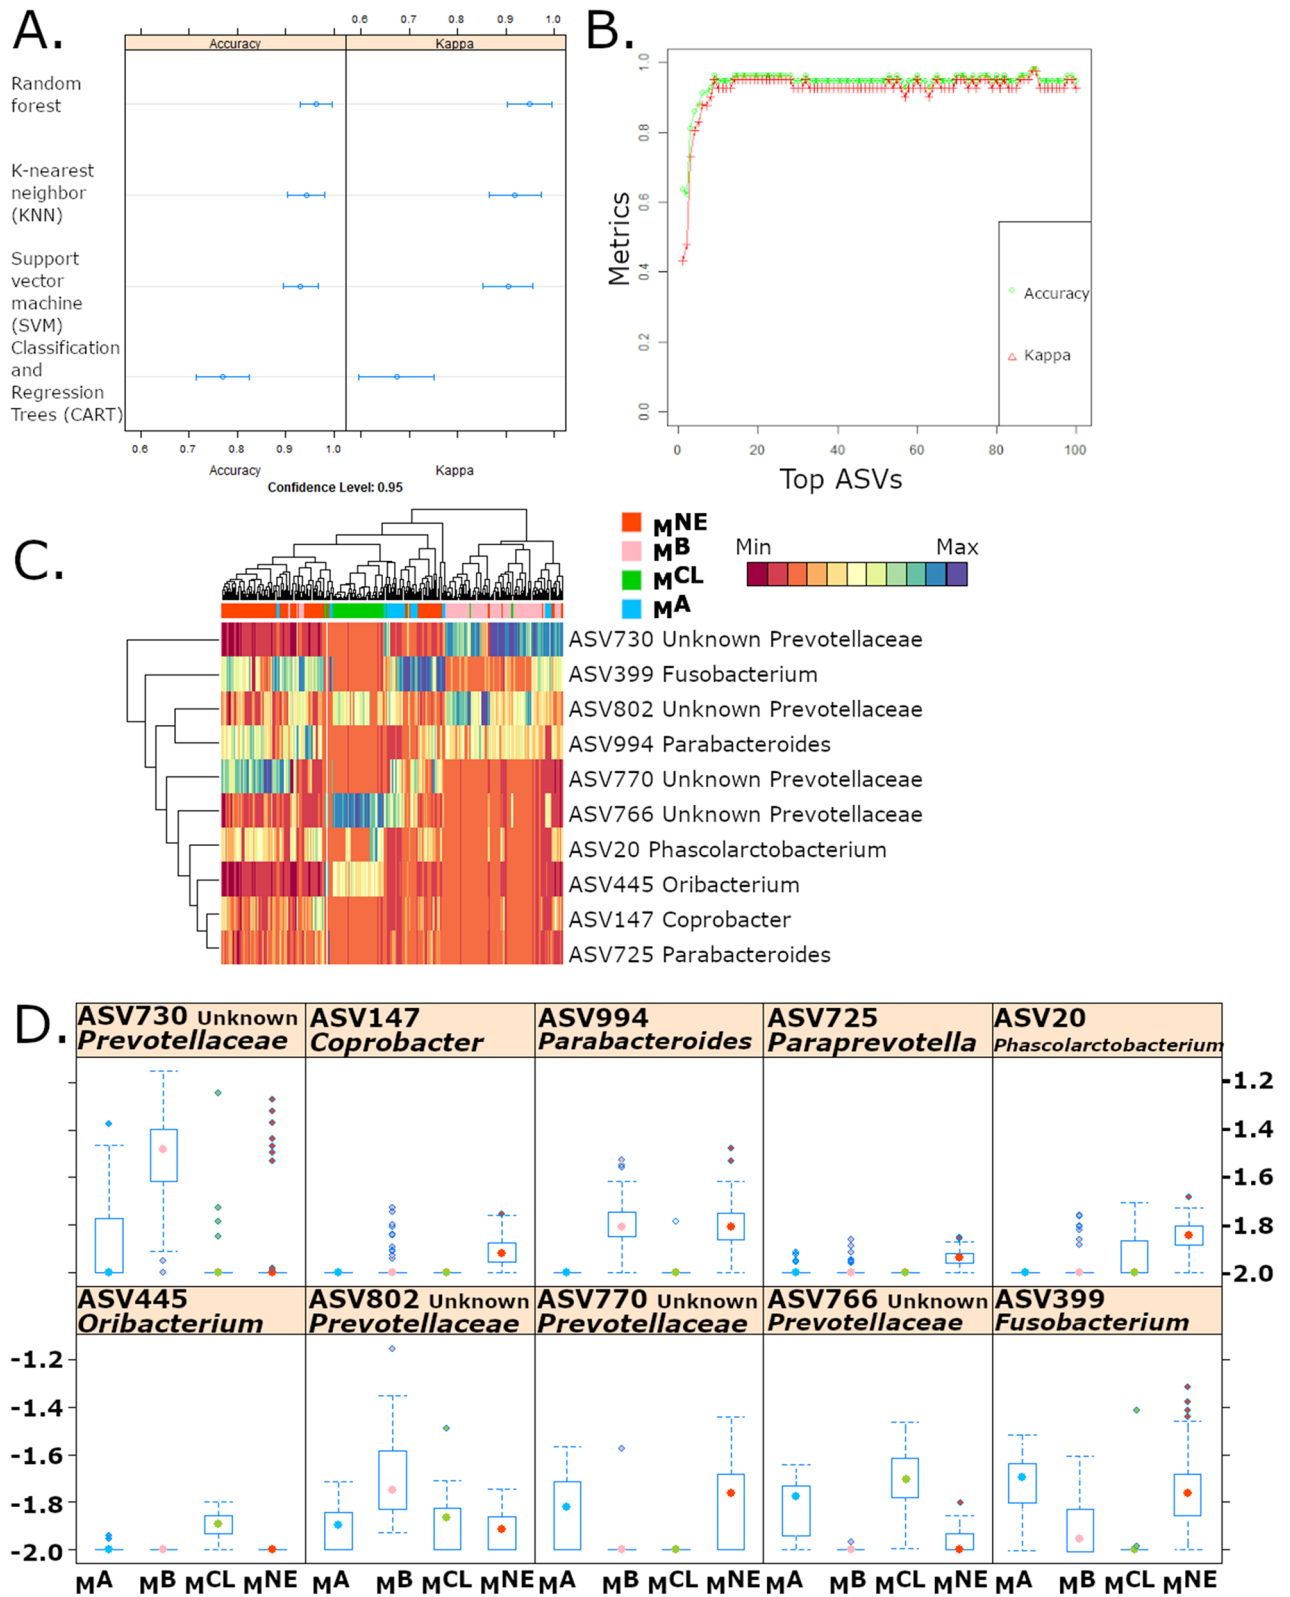 A.
0.6 0.7 0.8 0.9 1.0
Accuracy Kappa
Random
forest
K-nearest
neighbor
(KNN)
Support
vector
machine
(SVM)
Classification
and
Regression
Trees (CART)
0.6 0.7 0.8 0.9 1.0
Accuracy Kappa
Confidence Level: 0.95
B.
1.0
0.8
0.6
0.4
0.2
0.0
Metrics
Accuracy
Kappa
0 20 40 60 80 100
Top ASVs
C.
MNE
MB
MCL
MA
Min Max
ASV730 Unknown Prevotellaceae
ASV399 Fusobacterium
ASV802 Unknown Prevotellaceae
ASV994 Parabacteroides
ASV770 Unknown Prevotellaceae
ASV766 Unknown Prevotellaceae
ASV20 Phascolarctobacterium
ASV445 Oribacterium
ASV147 Coprobacter
ASV725 Parabacteroides
D.
ASV730 Unknown
Prevotellaceae
ASV147
Coprobacter
ASV994
Parabacteroides
ASV725
Paraprevotella
ASV20
Phascolarctobacterium
-1.2
-1.4
-1.6
-1.8
-2.0
ASV445
Oribacterium
ASV802 Unknown
Prevotellaceae
ASV770 Unknown
Prevotellaceae
ASV766 Unknown
Prevotellaceae
ASV399
Fusobacterium
-1.2
-1.4
-1.6
-1.8
-2.0
MA MB MCL MNE MA MB MCL MNE MA MB MCL MNE MA MB MCL MNE MA MB MCL MNE